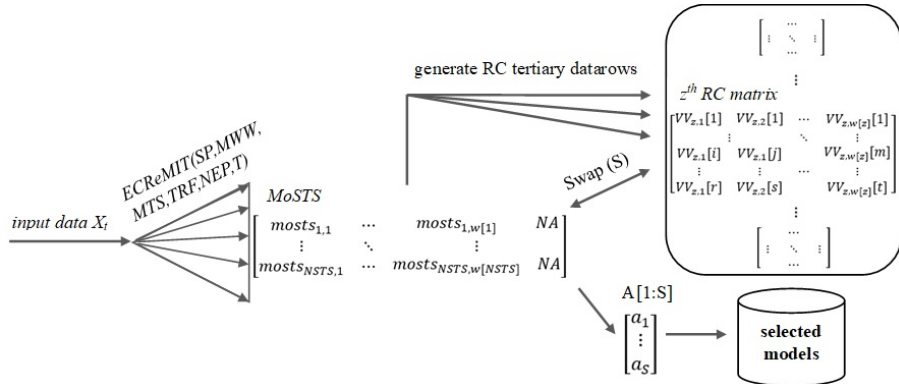 [⋯
⋮ ⋱ ⋮
⋯]
⋮
generate RC tertiary datarows
z^th RC matrix
[VV_{z,1}[1] VV_{z,2}[1] ⋯ VV_{z,w[z]}[1]
⋮ ⋱ ⋮
VV_{z,1}[i] VV_{z,1}[j] VV_{z,w[z]}[m]
⋮ ⋮ ⋯ ⋮
VV_{z,1}[r] VV_{z,2}[s] VV_{z,w[z]}[t]]
⋮
[⋯
⋮ ⋱ ⋮
⋯]
ECReMIT(SP,MWW,
MTS,TRF,NEP,T)
Swap (S)
input data X_t
MoSTS
[mosts_{1,1} ⋯ mosts_{1,w[1]} NA
⋮ ⋱ ⋮
mosts_{NSTS,1} ⋯ mosts_{NSTS,w[NSTS]} NA]
A[1:S]
[a_1
⋮
a_S]
selected
models